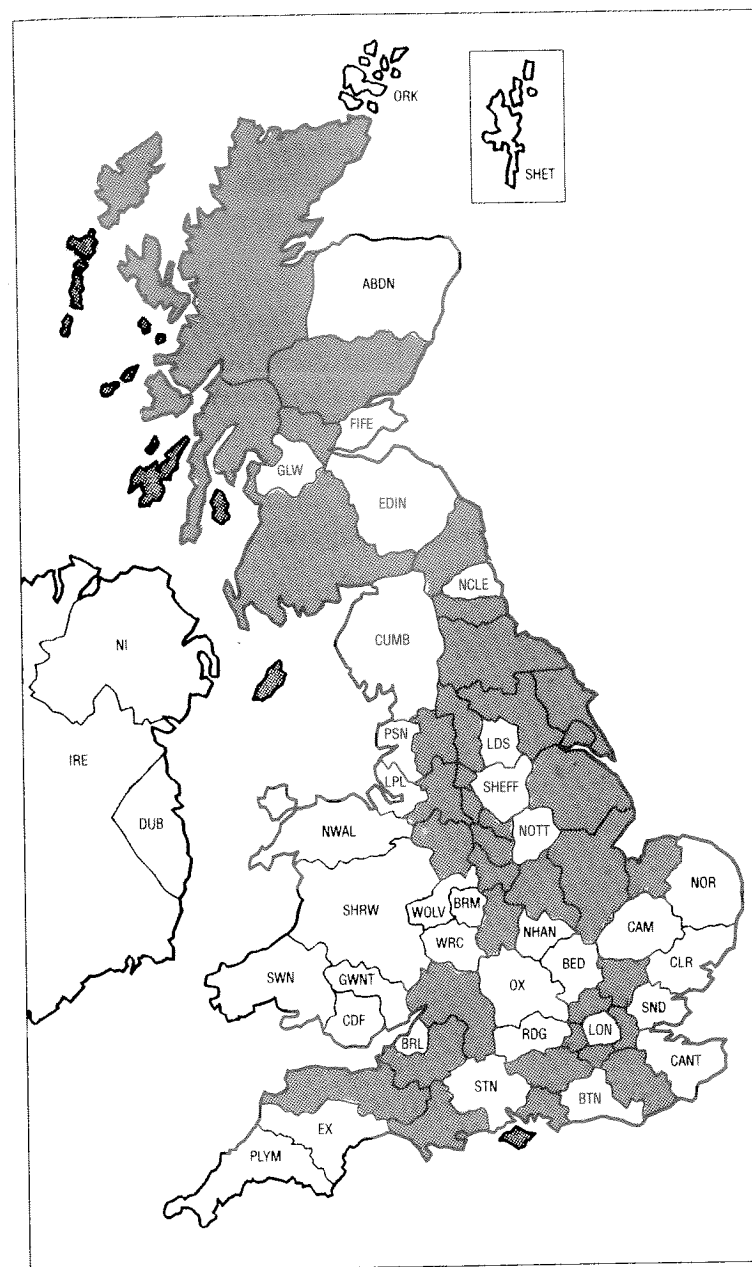 ORK
SHET
ABDN
FIFE
GLW
EDIN
NCLE
NI
CUMB
PSN
LDS
IRE
LPL
SHEFF
DUB
NWAL
NOTT
NOR
SHRW
WOLV
BRM
NHAN
CAM
WRC
BED
CLR
SWN
GWNT
OX
SND
CDF
BRL
RDG
LON
CANT
STN
BTN
EX
PLYM